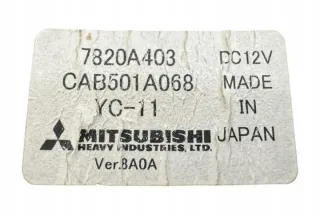 7820A403 DC12V
CAB501A068 MADE
YC-11 IN
MITSUBISHI JAPAN
HEAVY INDUSTRIES, LTD.
Ver.8A0A